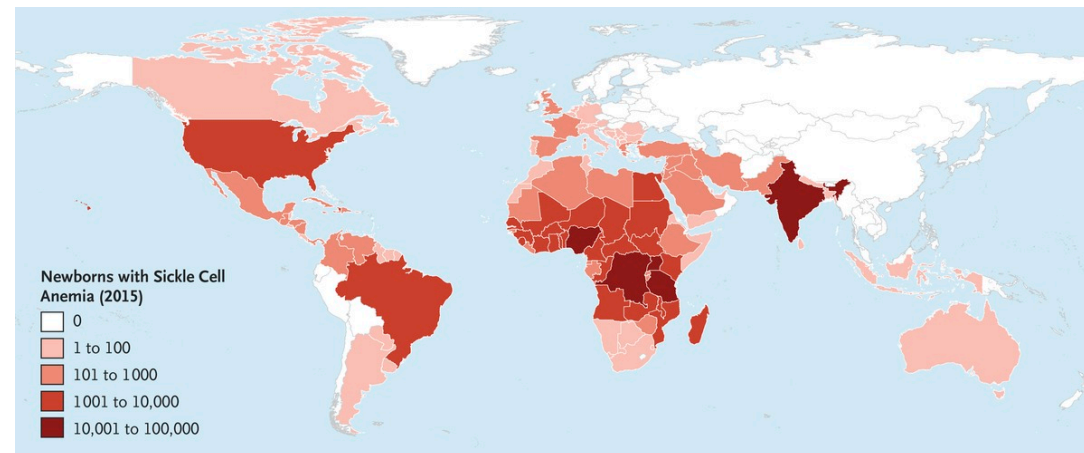 Newborns with Sickle Cell
Anemia (2015)
0
1 to 100
101 to 1000
1001 to 10,000
10,001 to 100,000